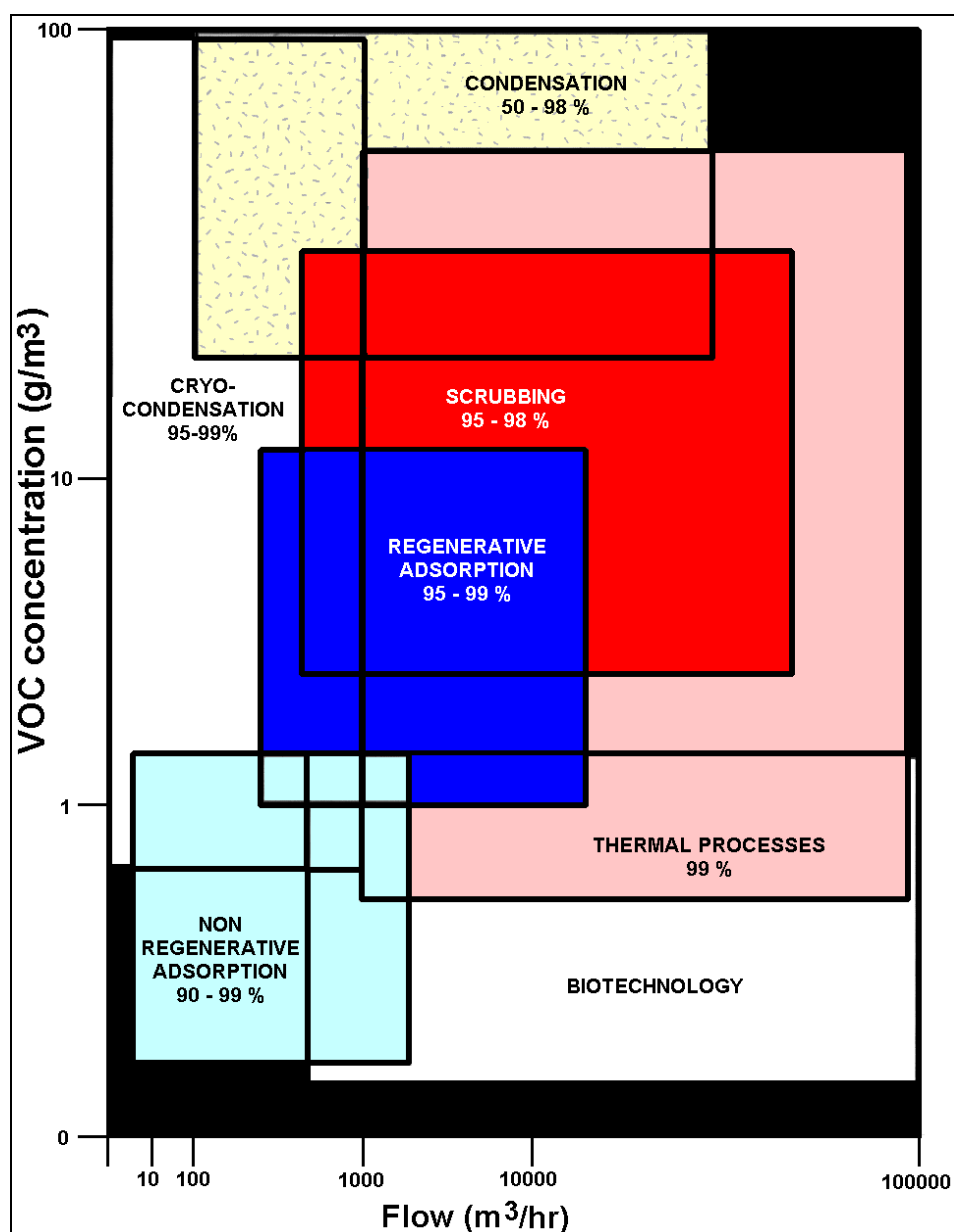 100
CONDENSATION
50 - 98 %
CRYO-
CONDENSATION
95-99%
SCRUBBING
95 - 98 %
10
REGENERATIVE
ADSORPTION
95 - 99 %
VOC concentration (g/m³)
1
THERMAL PROCESSES
99 %
NON
REGENERATIVE
ADSORPTION
90 - 99 %
BIOTECHNOLOGY
0
10 100 1000 10000 100000
Flow (m³/hr)